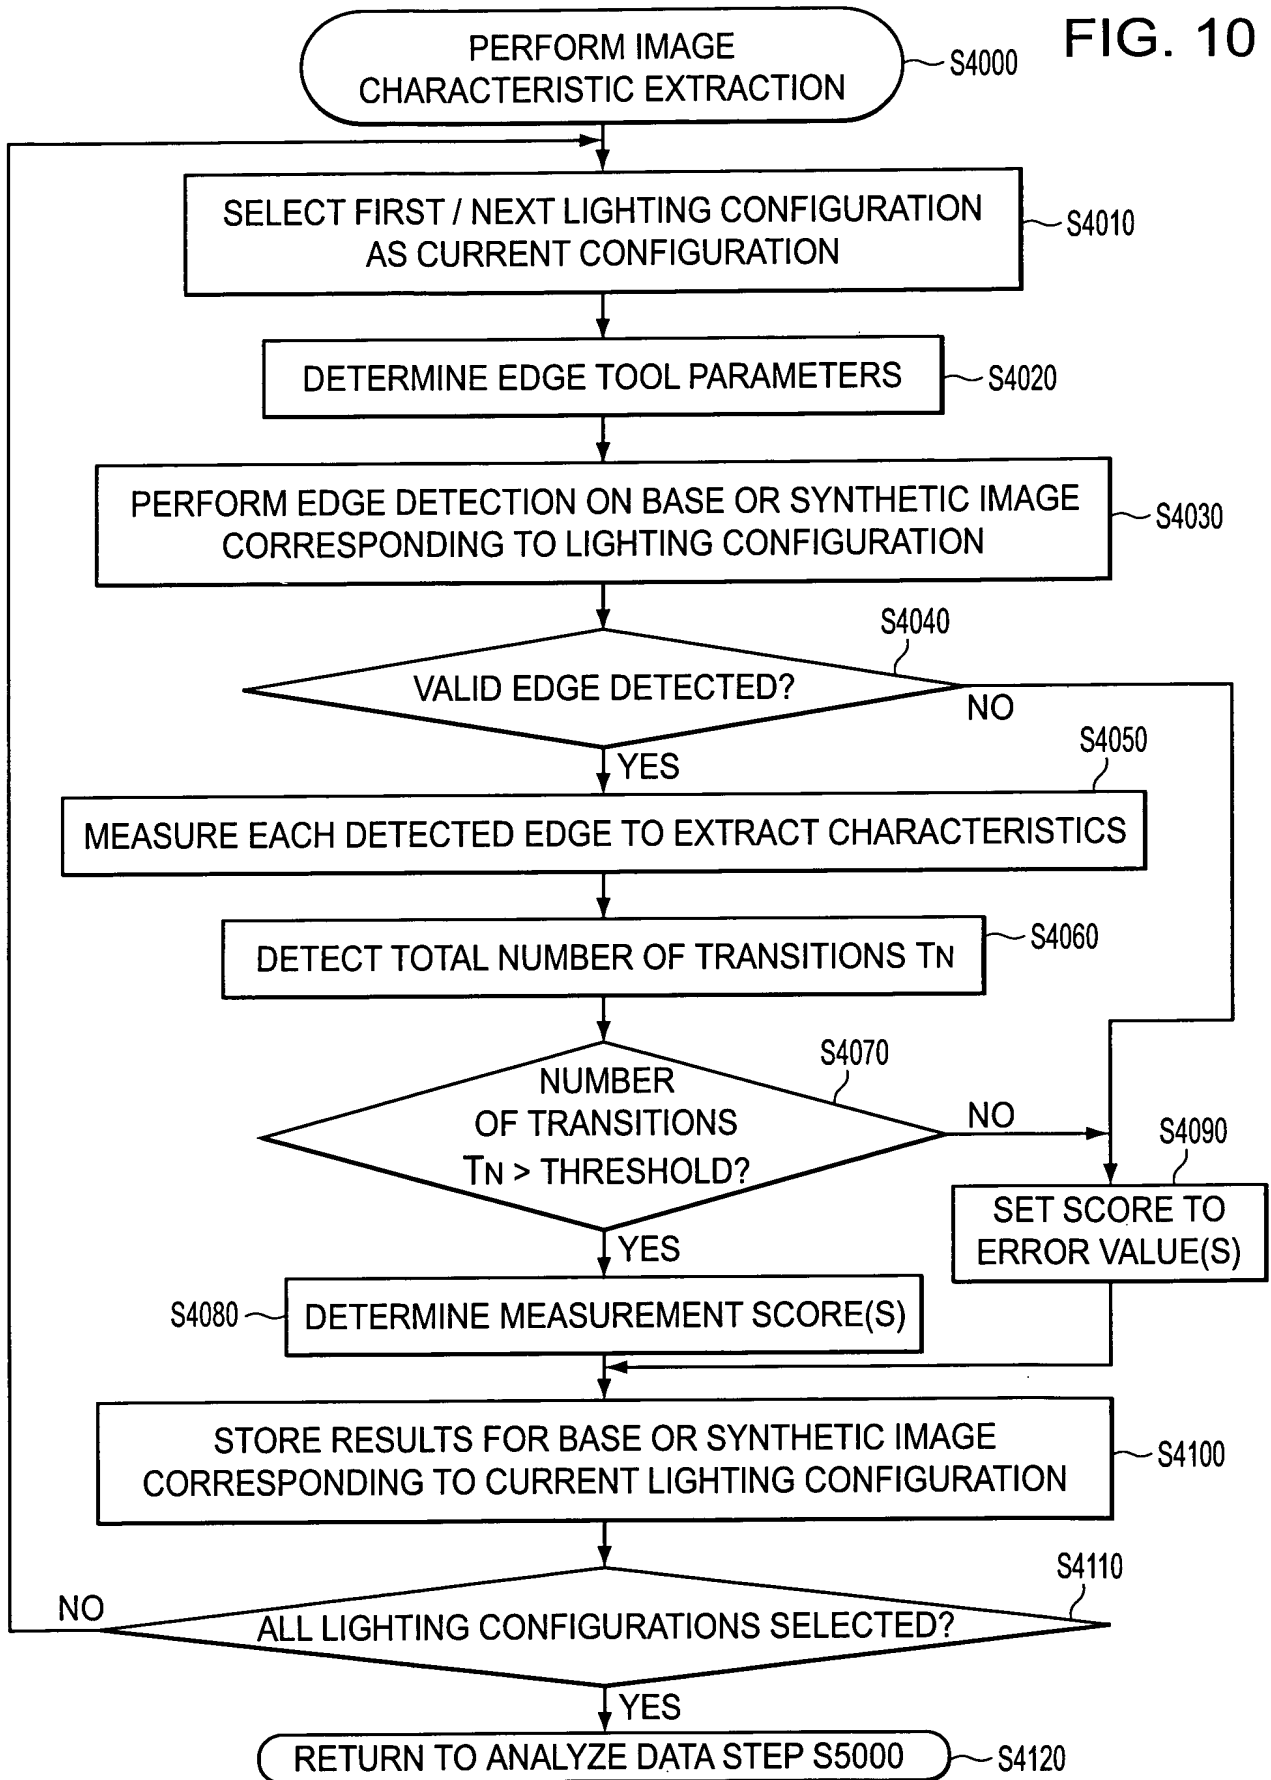 FIG. 10
PERFORM IMAGE
CHARACTERISTIC EXTRACTION
S4000
SELECT FIRST / NEXT LIGHTING CONFIGURATION
AS CURRENT CONFIGURATION
S4010
DETERMINE EDGE TOOL PARAMETERS
S4020
PERFORM EDGE DETECTION ON BASE OR SYNTHETIC IMAGE
CORRESPONDING TO LIGHTING CONFIGURATION
S4030
S4040
VALID EDGE DETECTED?
NO
YES
S4050
MEASURE EACH DETECTED EDGE TO EXTRACT CHARACTERISTICS
DETECT TOTAL NUMBER OF TRANSITIONS TN
S4060
S4070
NUMBER
OF TRANSITIONS
TN > THRESHOLD?
NO
YES
S4090
SET SCORE TO
ERROR VALUE(S)
S4080
DETERMINE MEASUREMENT SCORE(S)
STORE RESULTS FOR BASE OR SYNTHETIC IMAGE
CORRESPONDING TO CURRENT LIGHTING CONFIGURATION
S4100
S4110
NO
ALL LIGHTING CONFIGURATIONS SELECTED?
YES
RETURN TO ANALYZE DATA STEP S5000
S4120